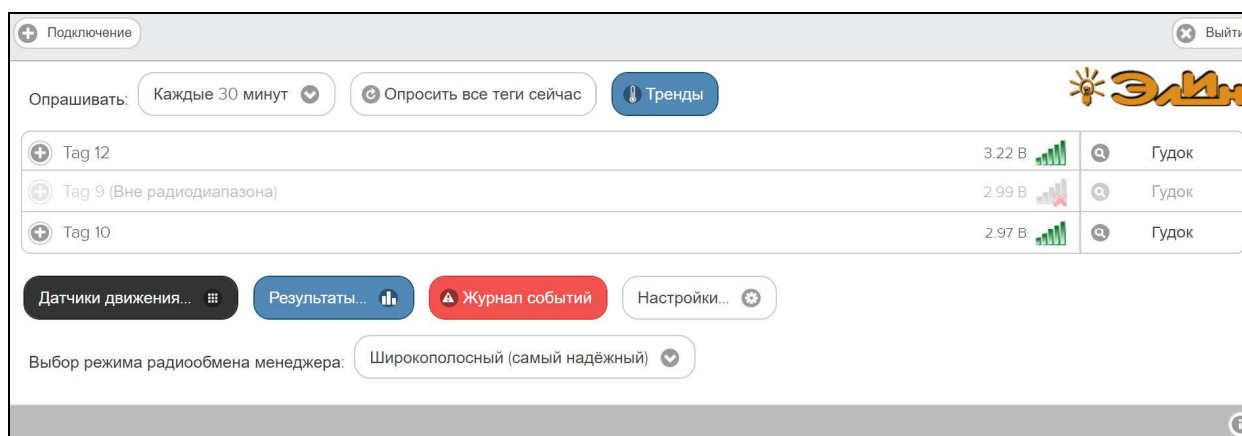 Подключение
Выйти
Опрашивать: Каждые 30 минут Опросить все теги сейчас Тренды
ЭлИн
Tag 12 3.22 В Гудок
Tag 9 (Вне радиодиапазона) 2.99 В Гудок
Tag 10 2.97 В Гудок
Датчики движения... Результаты... Журнал событий Настройки...
Выбор режима радиообмена менеджера: Широкополосный (самый надёжный)